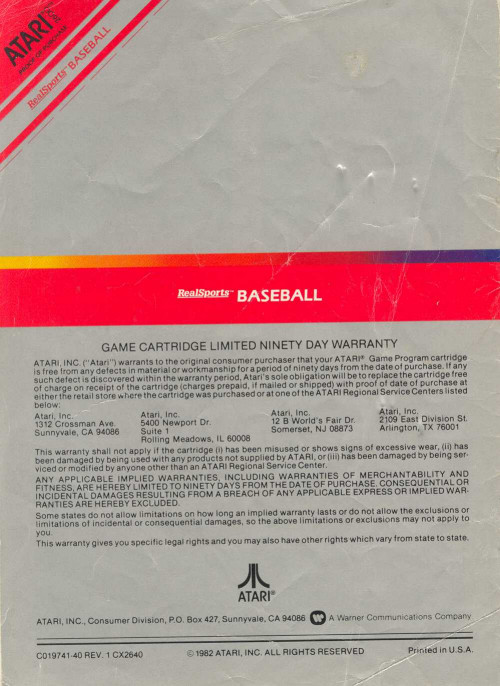 ATARI®
PROOF OF PURCHASE
RealSports™ BASEBALL
RealSports™ BASEBALL
GAME CARTRIDGE LIMITED NINETY DAY WARRANTY
ATARI, INC. ("Atari") warrants to the original consumer purchaser that your ATARI® Game Program cartridge
is free from any defects in material or workmanship for a period of ninety days from the date of purchase. If any
such defect is discovered within the warranty period, Atari's sole obligation will be to replace the cartridge free
of charge on receipt of the cartridge (charges prepaid, if mailed or shipped) with proof of date of purchase at
either the retail store where the cartridge was purchased or at one of the ATARI Regional Service Centers listed
below:
Atari, Inc.
1312 Crossman Ave.
Sunnyvale, CA 94086
Atari, Inc.
5400 Newport Dr.
Suite 1
Rolling Meadows, IL 60008
Atari, Inc.
12 B World's Fair Dr.
Somerset, NJ 08873
Atari, Inc.
2109 East Division St.
Arlington, TX 76001
This warranty shall not apply if the cartridge (i) has been misused or shows signs of excessive wear, (ii) has
been damaged by being used with any products not supplied by ATARI, or (iii) has been damaged by being ser-
viced or modified by anyone other than an ATARI Regional Service Center.
ANY APPLICABLE IMPLIED WARRANTIES, INCLUDING WARRANTIES OF MERCHANTABILITY AND
FITNESS, ARE HEREBY LIMITED TO NINETY DAYS FROM THE DATE OF PURCHASE. CONSEQUENTIAL OR
INCIDENTAL DAMAGES RESULTING FROM A BREACH OF ANY APPLICABLE EXPRESS OR IMPLIED WAR-
RANTIES ARE HEREBY EXCLUDED.
Some states do not allow limitations on how long an implied warranty lasts or do not allow the exclusions or
limitations of incidental or consequential damages, so the above limitations or exclusions may not apply to
you.
This warranty gives you specific legal rights and you may also have other rights which vary from state to state.
ATARI®
ATARI, INC., Consumer Division, P.O. Box 427, Sunnyvale, CA 94086 A Warner Communications Company
C019741-40 REV. 1 CX2640 © 1982 ATARI, INC. ALL RIGHTS RESERVED Printed in U.S.A.